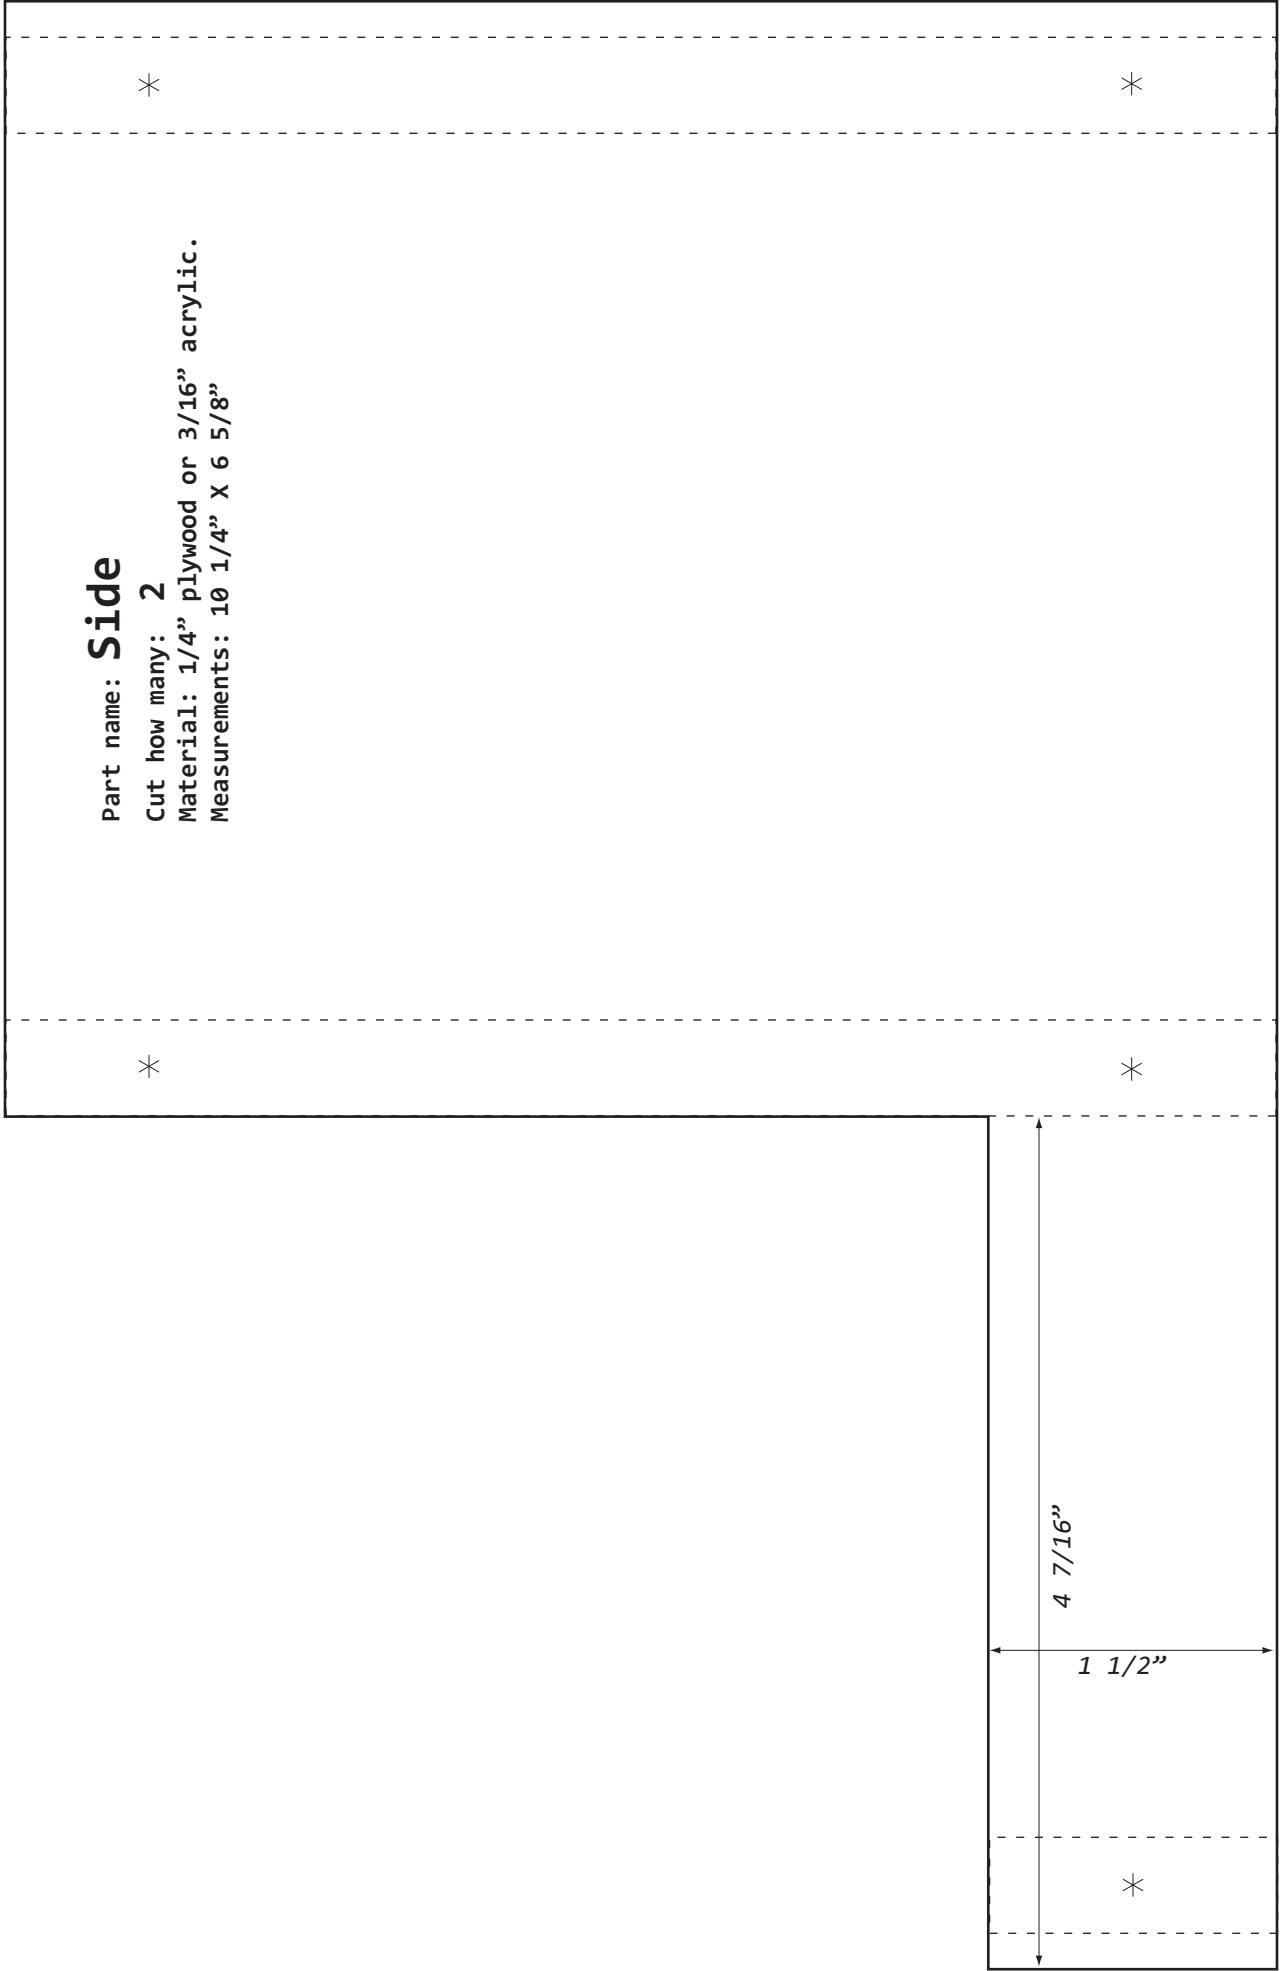 Part name: Side
Cut how many: 2
Material: 1/4” plywood or 3/16” acrylic.
Measurements: 10 1/4” X 6 5/8”
4 7/16”
1 1/2”